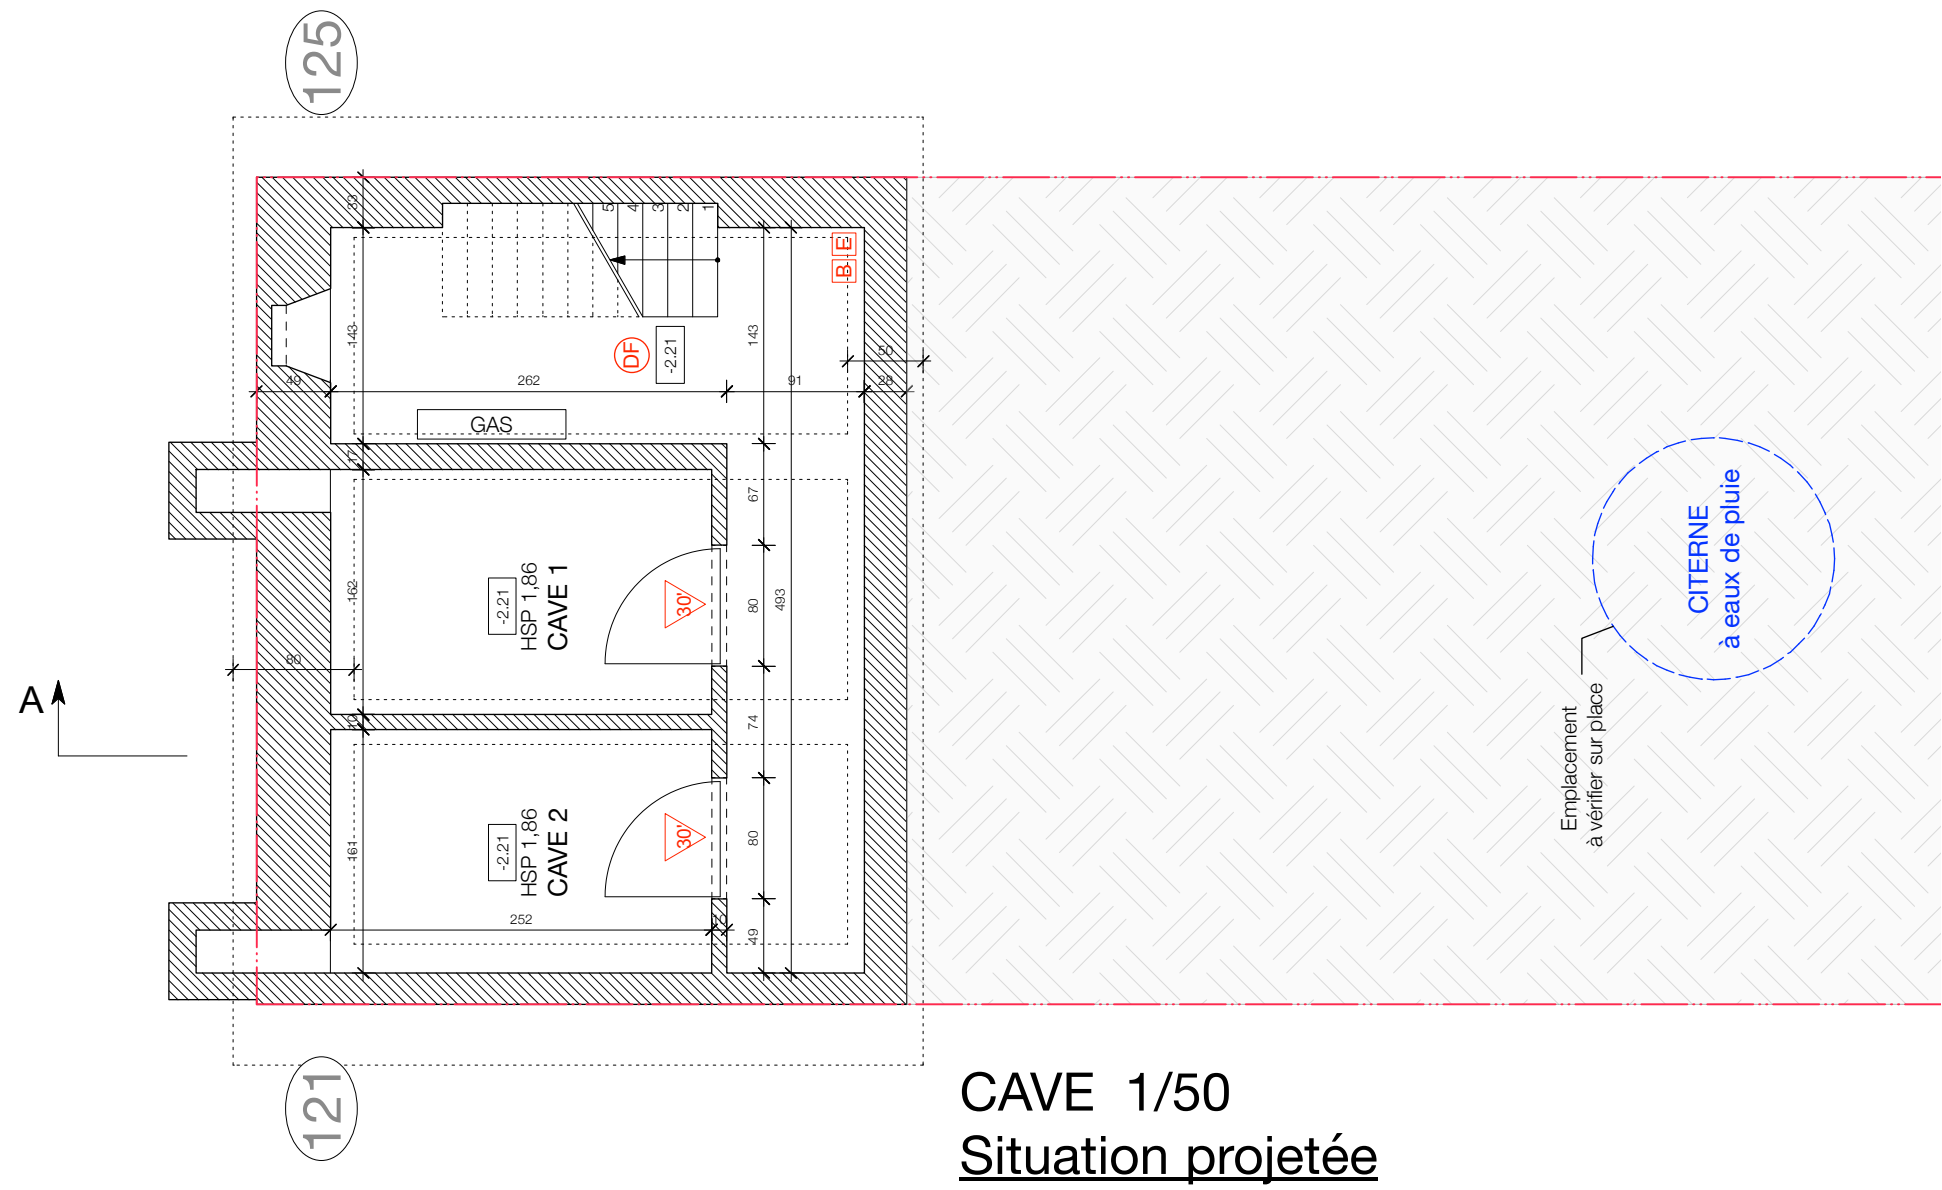 125
33
5
4
3
2
1
E
B
143
143
DF
-2.21
50
49
262
91
28
GAS
17
67
CITERNE
à eaux de pluie
162
-2.21
HSP 1,86
CAVE 1
30'
80
493
80
A
10
74
Emplacement
à vérifier sur place
161
-2.21
HSP 1,86
CAVE 2
30'
80
252
10
49
121
CAVE 1/50
Situation projetée